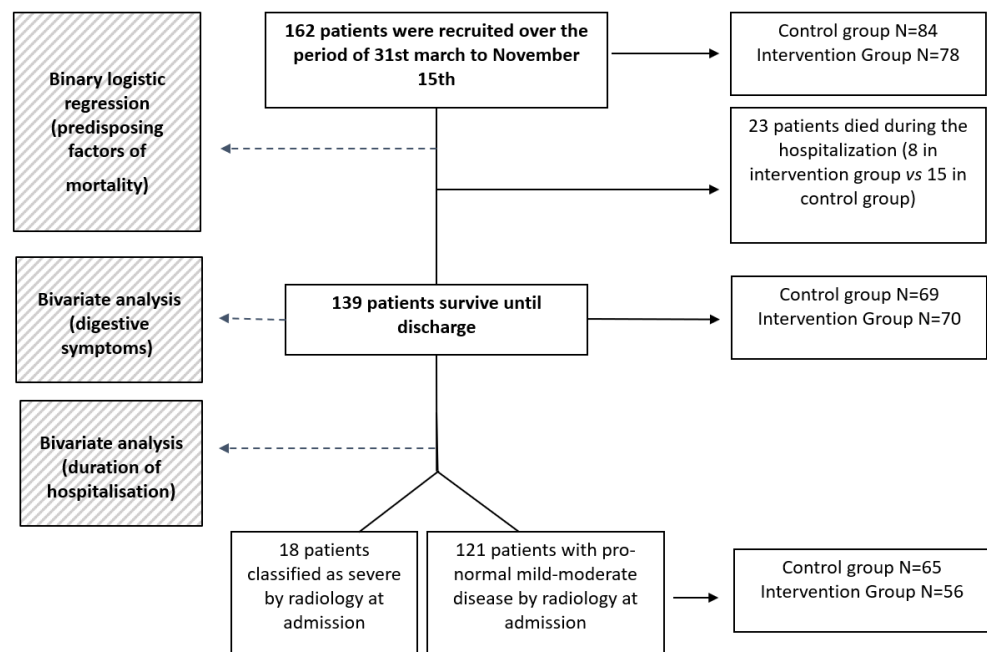 162 patients were recruited over the
period of 31st march to November
15th
Control group N=84
Intervention Group N=78
Binary logistic
regression
(predisposing
factors of
mortality)
23 patients died during the
hospitalization (8 in
intervention group vs 15 in
control group)
Bivariate analysis
(digestive
symptoms)
139 patients survive until
discharge
Control group N=69
Intervention Group N=70
Bivariate analysis
(duration of
hospitalisation)
18 patients
classified as severe
by radiology at
admission
121 patients with pro-
normal mild-moderate
disease by radiology at
admission
Control group N=65
Intervention Group N=56